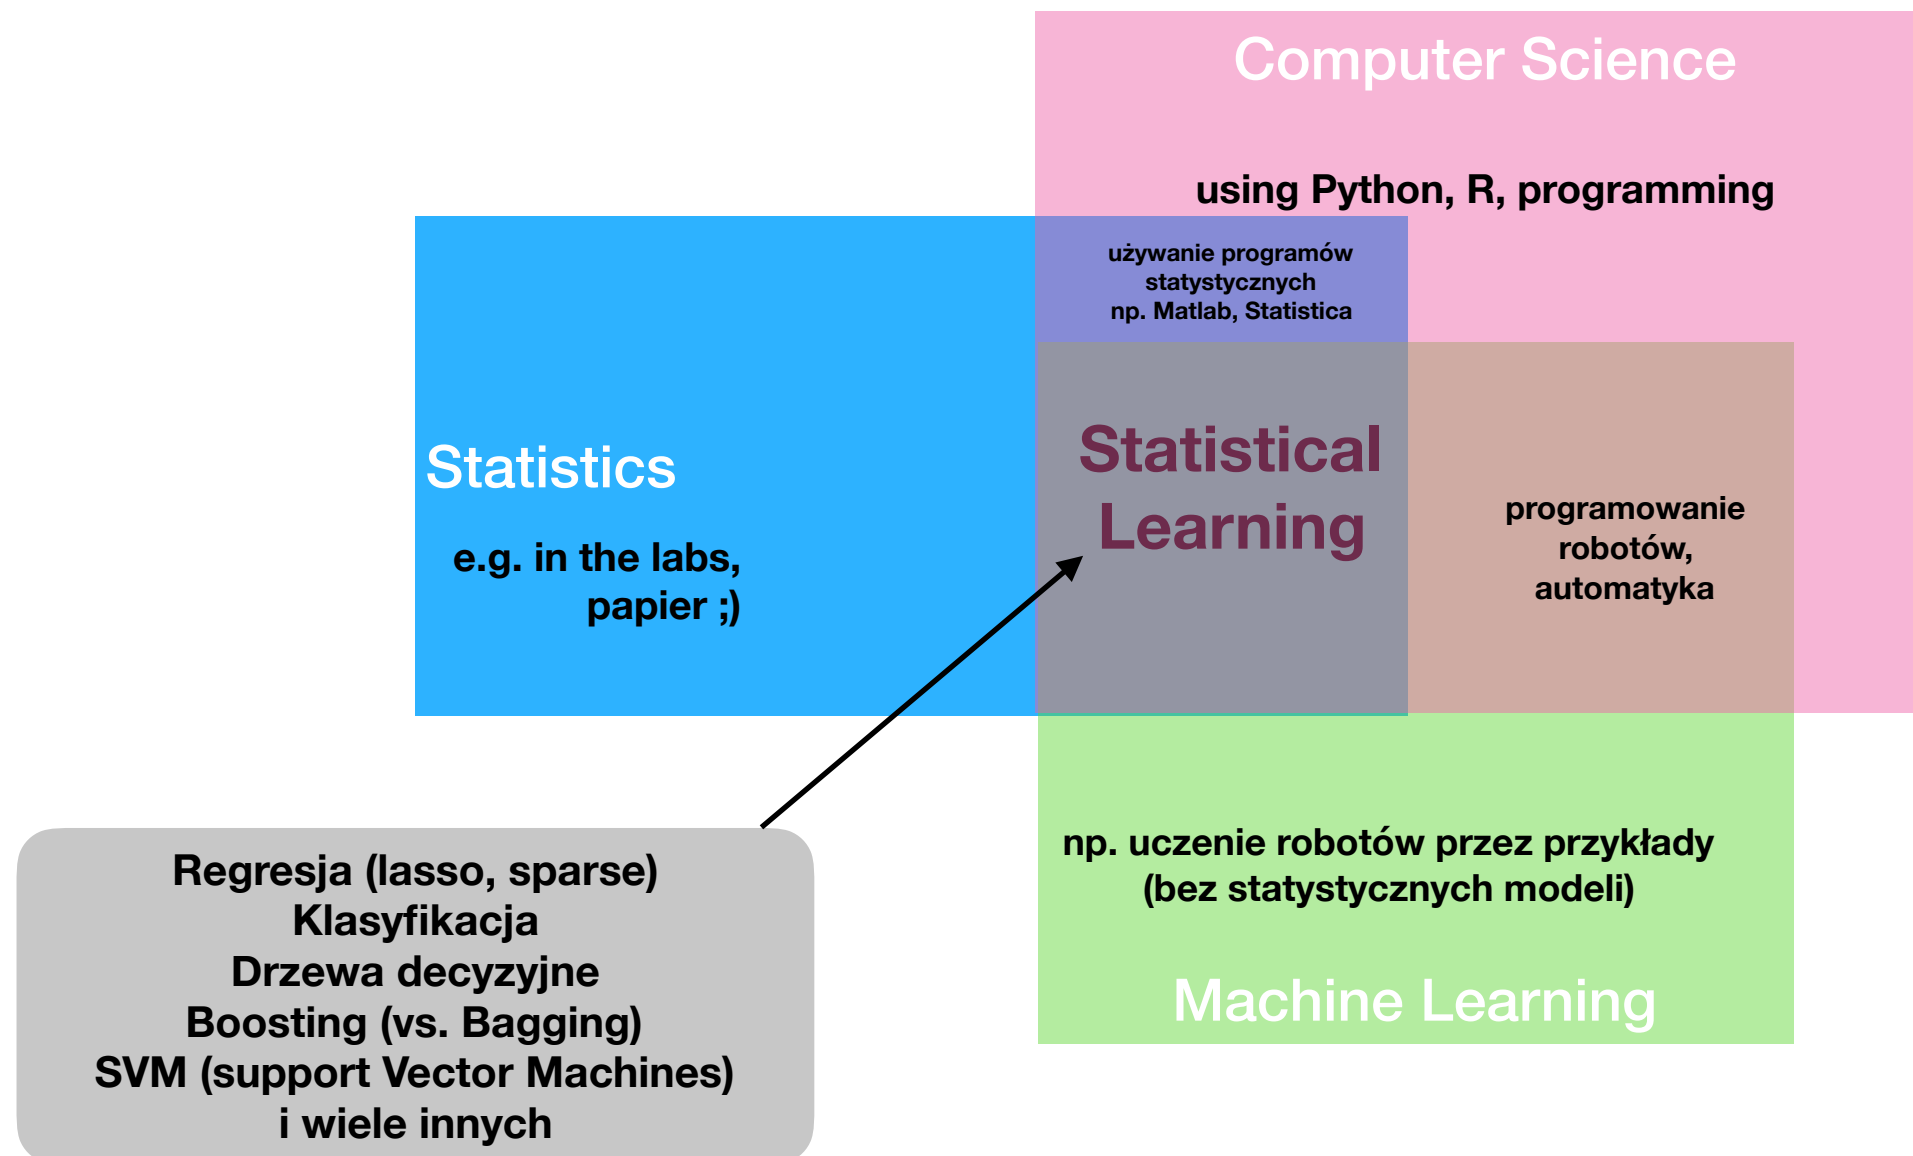 Computer Science
using Python, R, programming
używanie programów
statystycznych
np. Matlab, Statistica
Statistics
e.g. in the labs,
papier ;)
Statistical
Learning
programowanie
robotów,
automatyka
Regresja (lasso, sparse)
Klasyfikacja
Drzewa decyzyjne
Boosting (vs. Bagging)
SVM (support Vector Machines)
i wiele innych
np. uczenie robotów przez przykłady
(bez statystycznych modeli)
Machine Learning